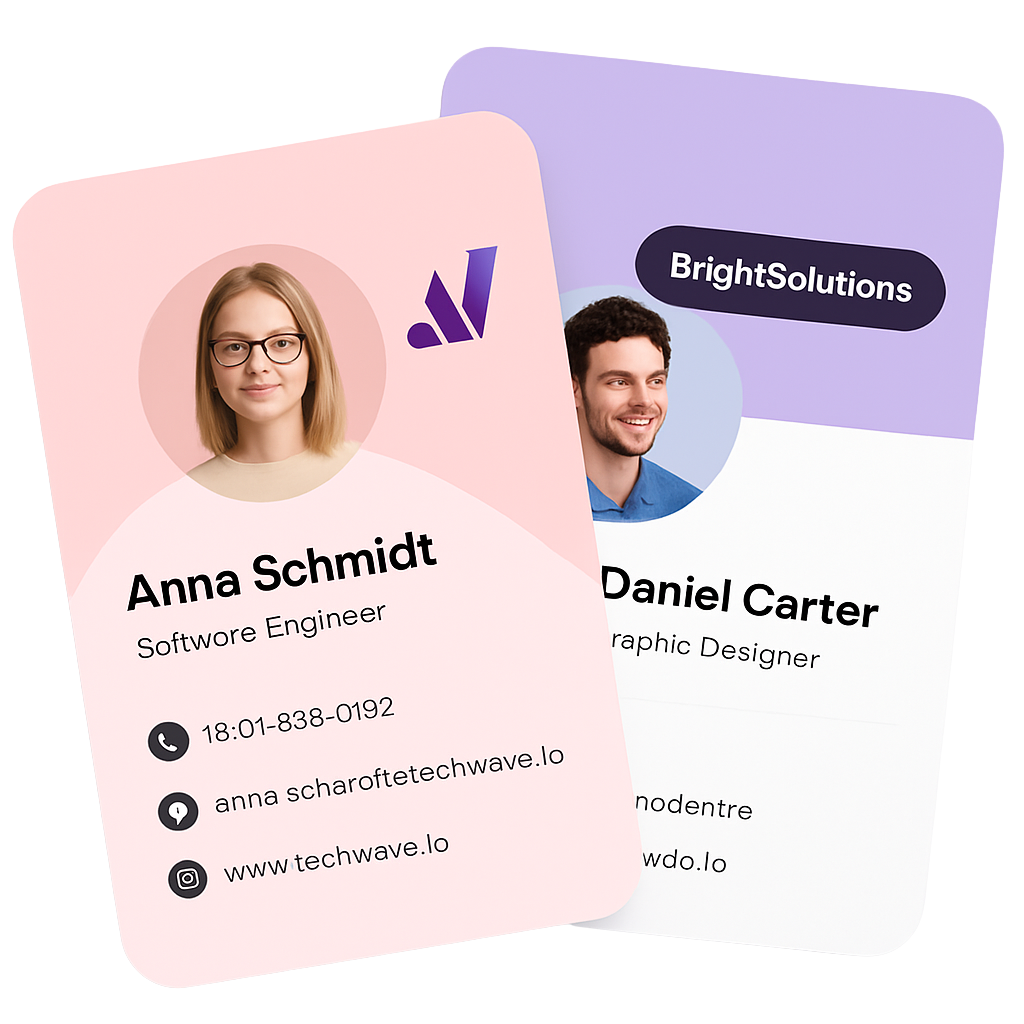 Anna Schmidt
Softwore Engineer
18:01-838-0192
anna scharoftetechwave.lo
www.techwave.lo
BrightSolutions
Daniel Carter
raphic Designer
nodentre
wdo.lo